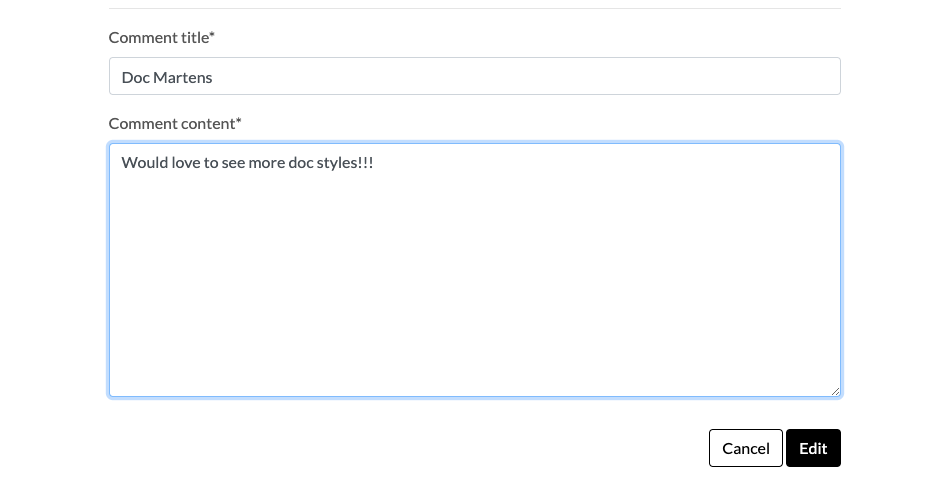 Comment title*
Doc Martens
Comment content*
Would love to see more doc styles!!!
Cancel Edit